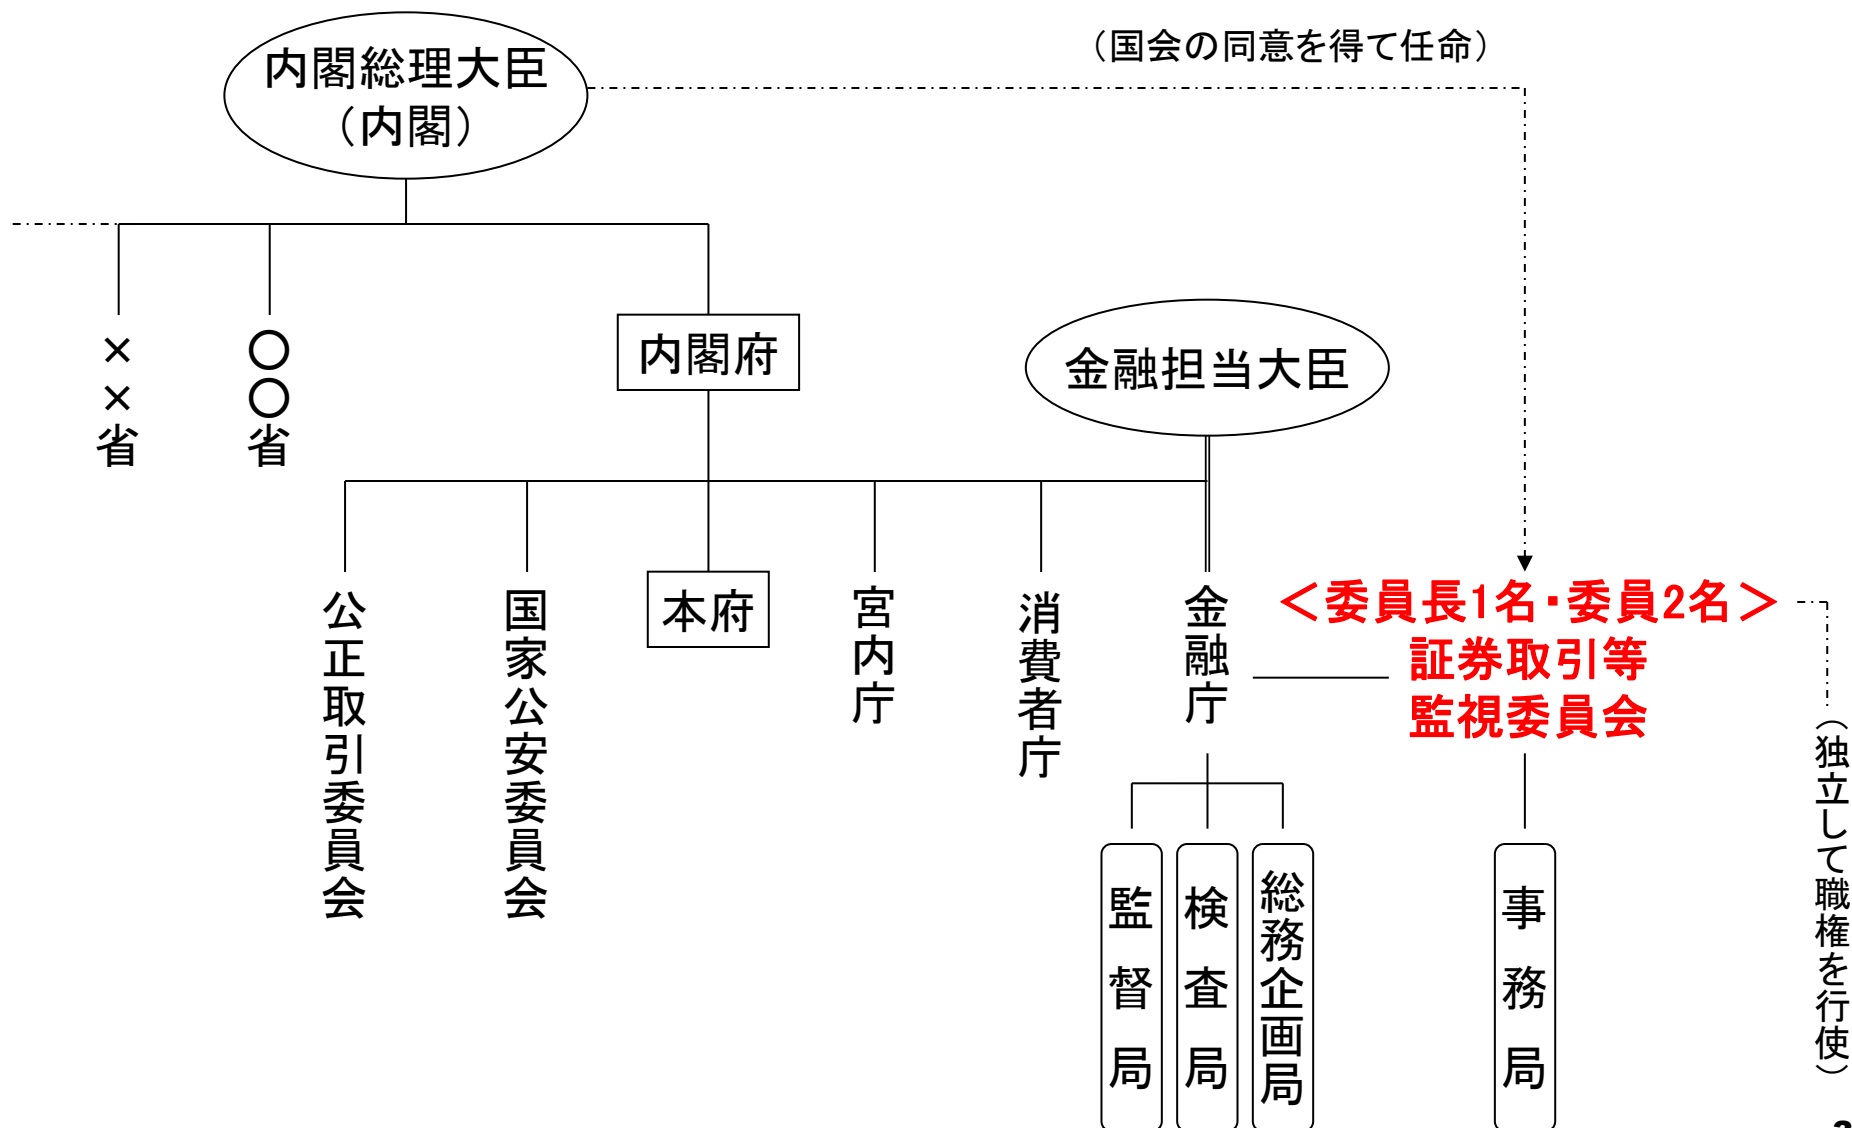 内閣総理大臣
（内閣）
（国会の同意を得て任命）
××省
○○省
内閣府
金融担当大臣
公正取引委員会
国家公安委員会
本府
宮内庁
消費者庁
金融庁
＜委員長1名・委員2名＞
証券取引等
監視委員会
（独立して職権を行使）
監督局
検査局
総務企画局
事務局